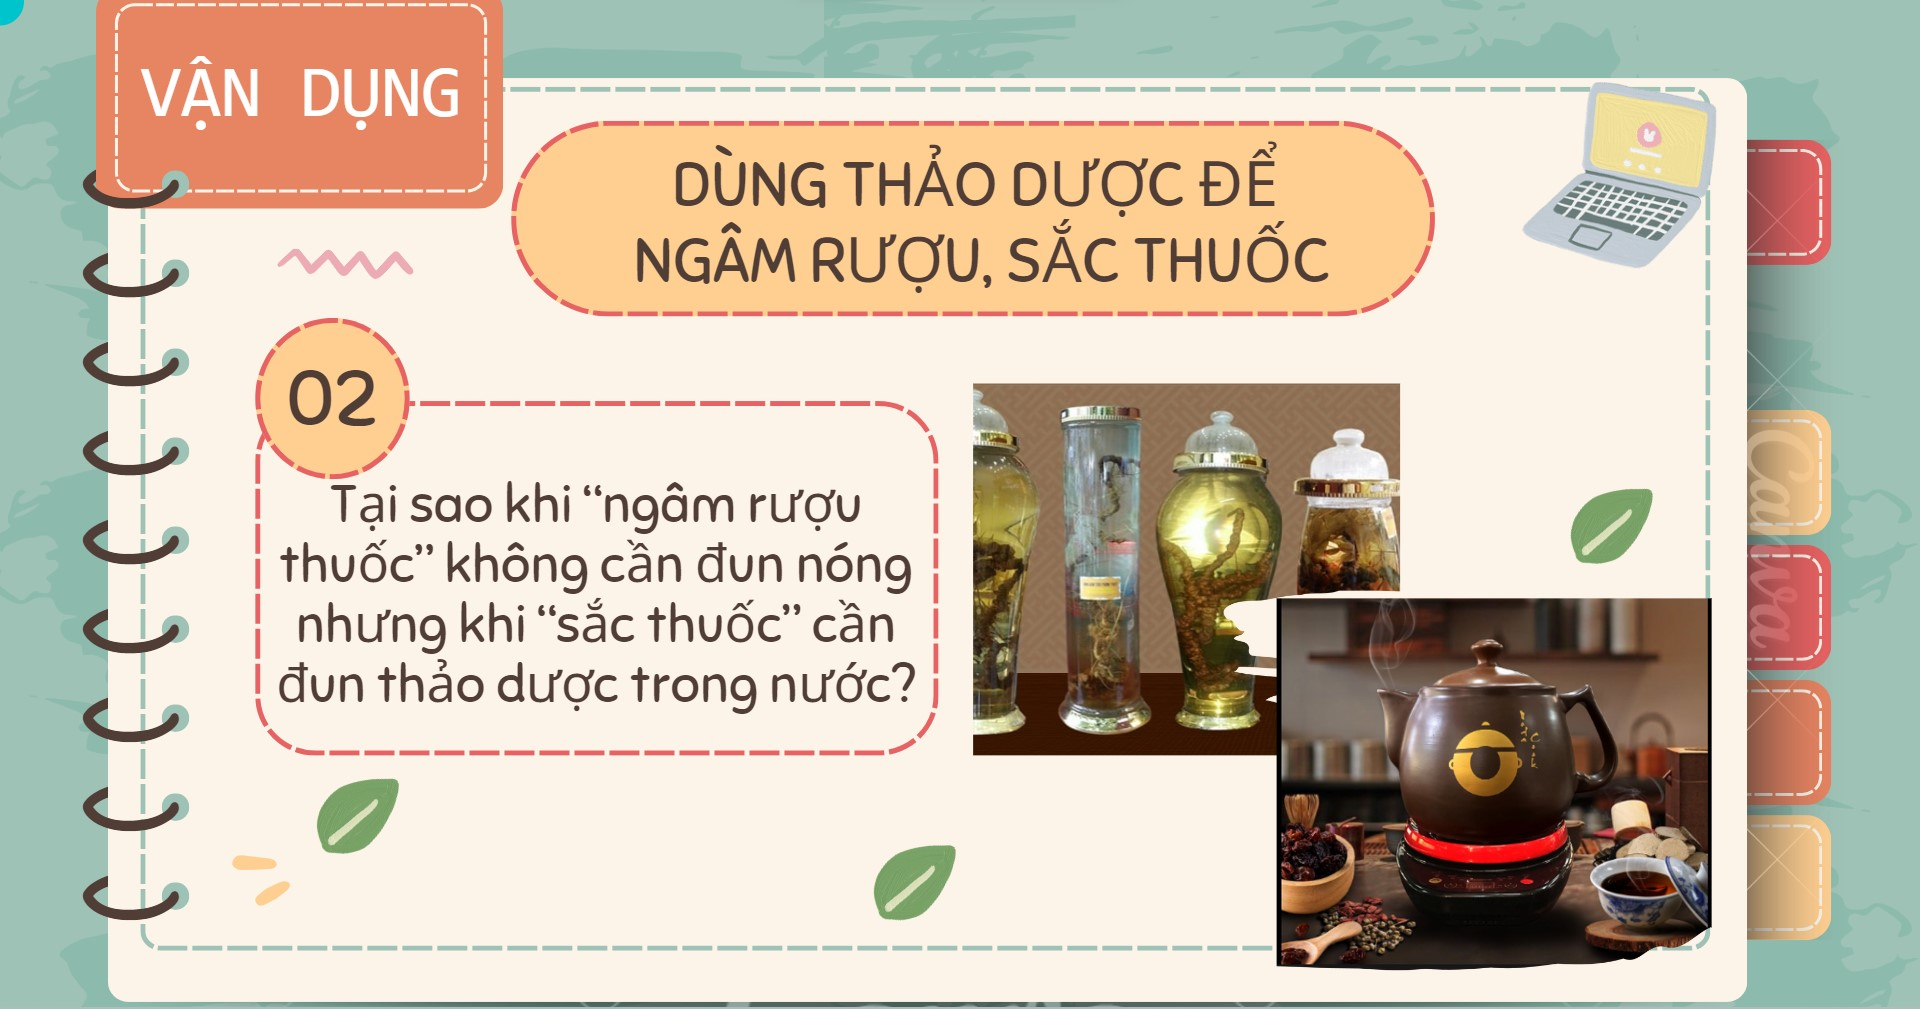 VẬN DỤNG
DÙNG THẢO DƯỢC ĐỂ
NGÂM RƯỢU, SẮC THUỐC
02
Tại sao khi “ngâm rượu
thuốc” không cần đun nóng
nhưng khi “sắc thuốc” cần
đun thảo dược trong nước?
Canva